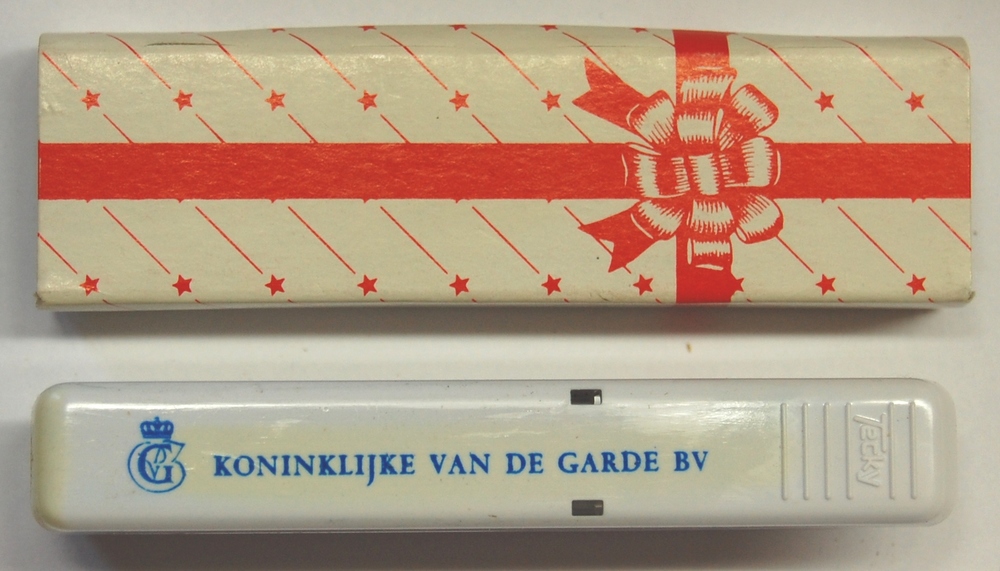 KONINKLIJKE VAN DE GARDE BV
Tecky